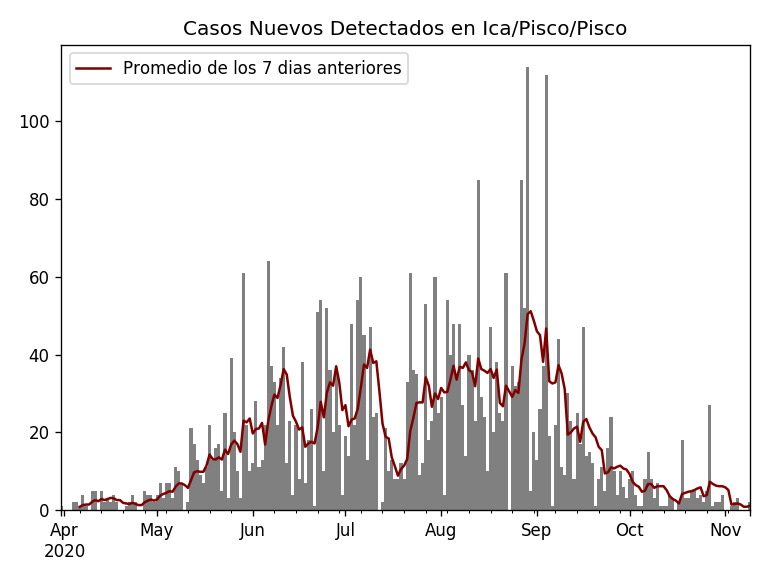 Casos Nuevos Detectados en Ica/Pisco/Pisco
Promedio de los 7 dias anteriores
100
80
60
40
20
0
Apr May Jun Jul Aug Sep Oct Nov
2020